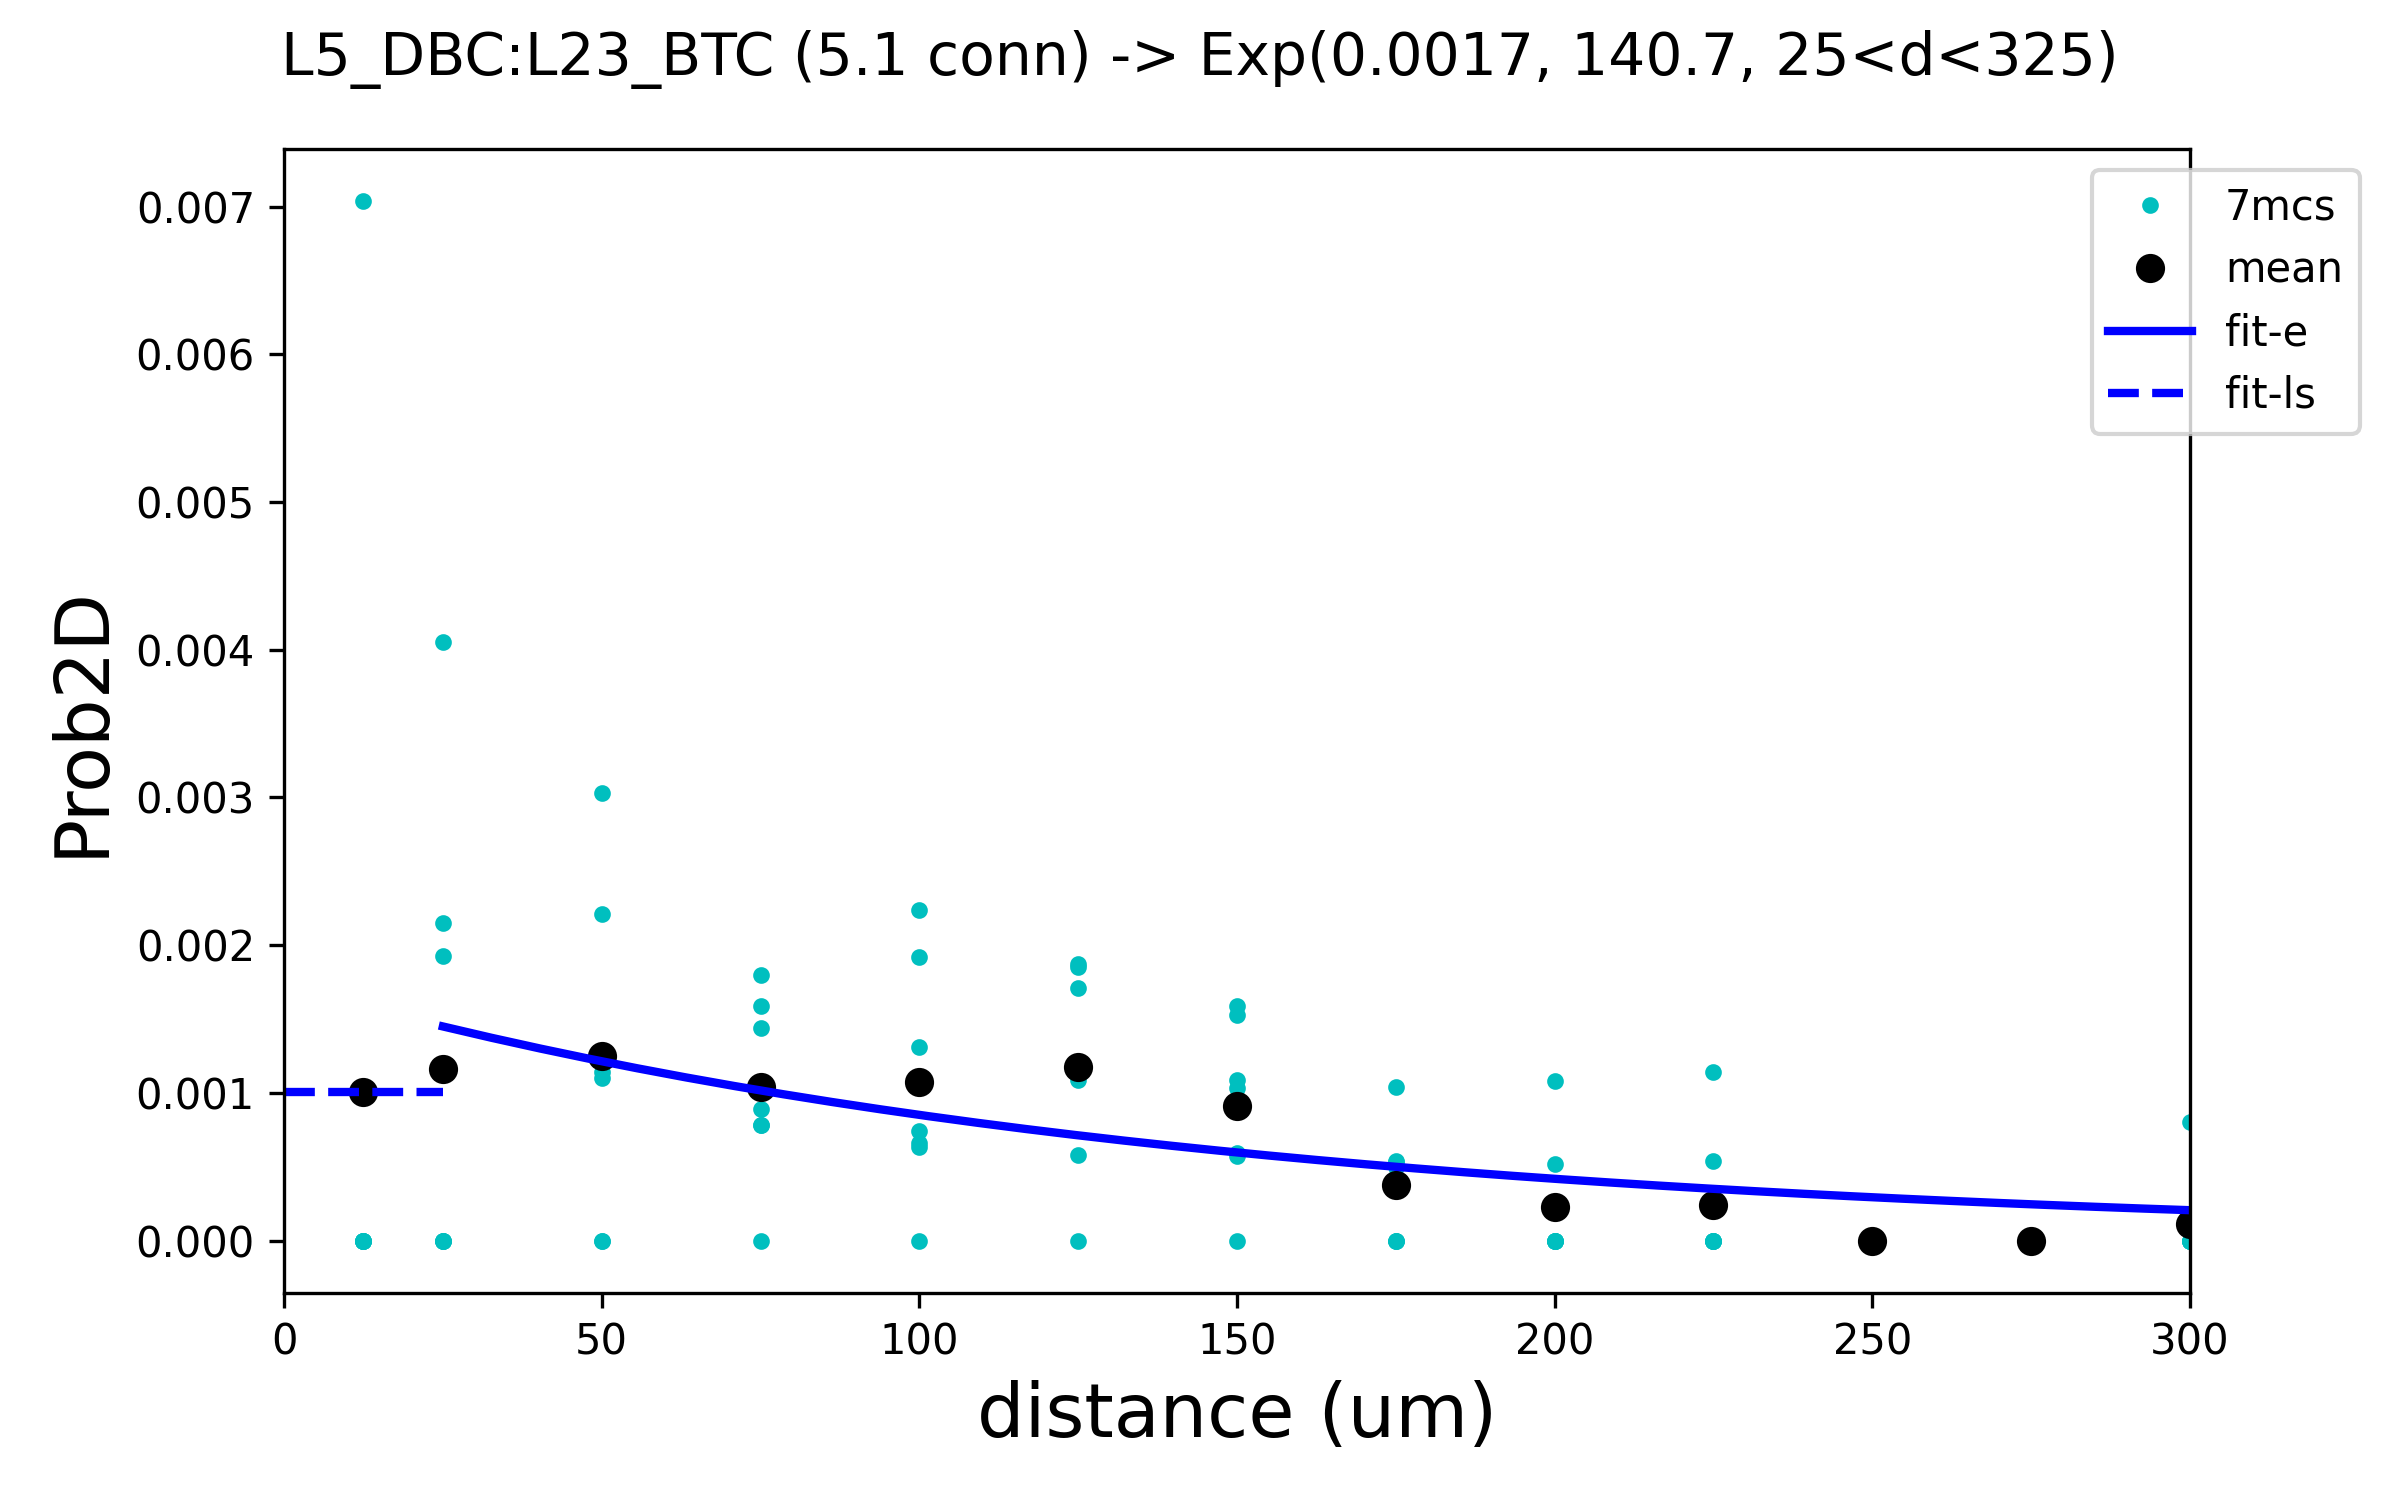 L5_DBC:L23_BTC (5.1 conn) -> Exp(0.0017, 140.7, 25<d<325)
0.007
0.006
0.005
0.004
0.003
0.002
0.001
0.000
Prob2D
7mcs
mean
fit-e
fit-ls
0 50 100 150 200 250 300
distance (um)